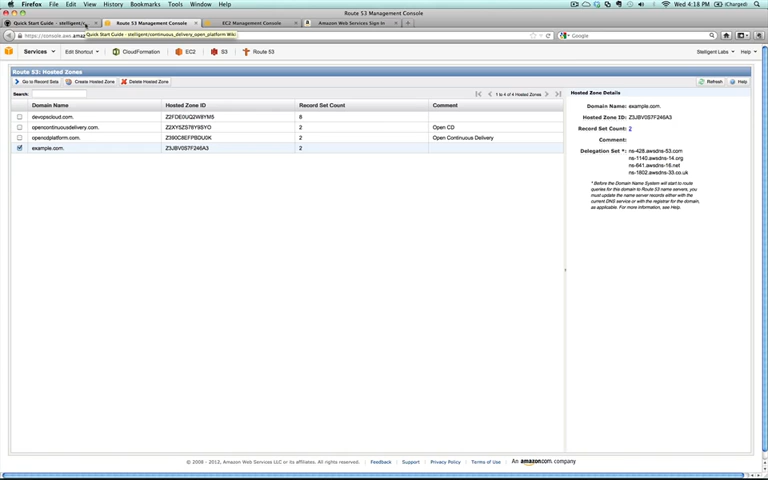 Firefox File Edit View History Bookmarks Tools Window Help Wed 4:18 PM (Charged)
Route 53 Management Console
Quick Start Guide - stelligent/c... Route 53 Management Console EC2 Management Console Amazon Web Services Sign In
https://console.aws.amaz Google
Quick Start Guide - stelligent/continuous_delivery_open_platform Wiki
Services Edit Shortcut CloudFormation EC2 S3 Route 53 Stelligent Labs Help
Route 53: Hosted Zones
Go to Record Sets Create Hosted Zone Delete Hosted Zone Refresh Help
Search: 1 to 4 of 4 Hosted Zones
Domain Name Hosted Zone ID Record Set Count Comment
devopscloud.com. Z2FDE0UQ2W8YM5 8
opencontinuousdelivery.com. Z2XY5ZS78Y9SYO 2 Open CD
opencdplatform.com. 2 Open Continuous Delivery
example.com. Z3JBV0S7F246A3 2
Hosted Zone Details
Domain Name: example.com.
Hosted Zone ID: Z3JBV0S7F246A3
Record Set Count: 2
Comment:
Delegation Set *: ns-428.awsdns-53.com
ns-1140.awsdns-14.org
ns-641.awsdns-16.net
ns-1802.awsdns-33.co.uk
* Before the Domain Name System will start to route
queries for this domain to Route 53 name servers, you
must update the name server records either with the
current DNS service or with the registrar for the domain,
as applicable. For more information, see Help.
© 2008 - 2012, Amazon Web Services LLC or its affiliates. All rights reserved. Feedback Support Privacy Policy Terms of Use An amazon.com company